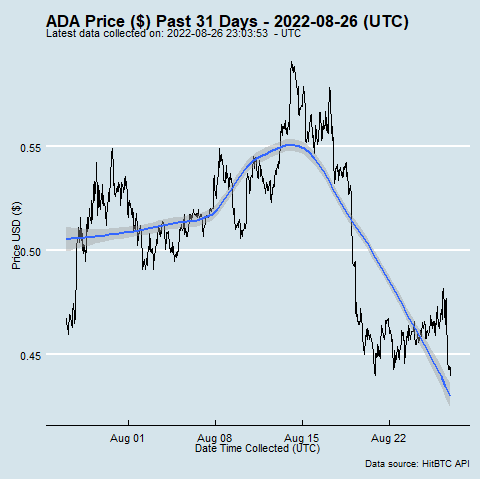 ADA Price ($) Past 31 Days - 2022-08-26 (UTC)
Latest data collected on: 2022-08-26 23:03:53  - UTC
Price USD ($)
0.55
0.50
0.45
Aug 01 Aug 08 Aug 15 Aug 22
Date Time Collected (UTC)
Data source: HitBTC API